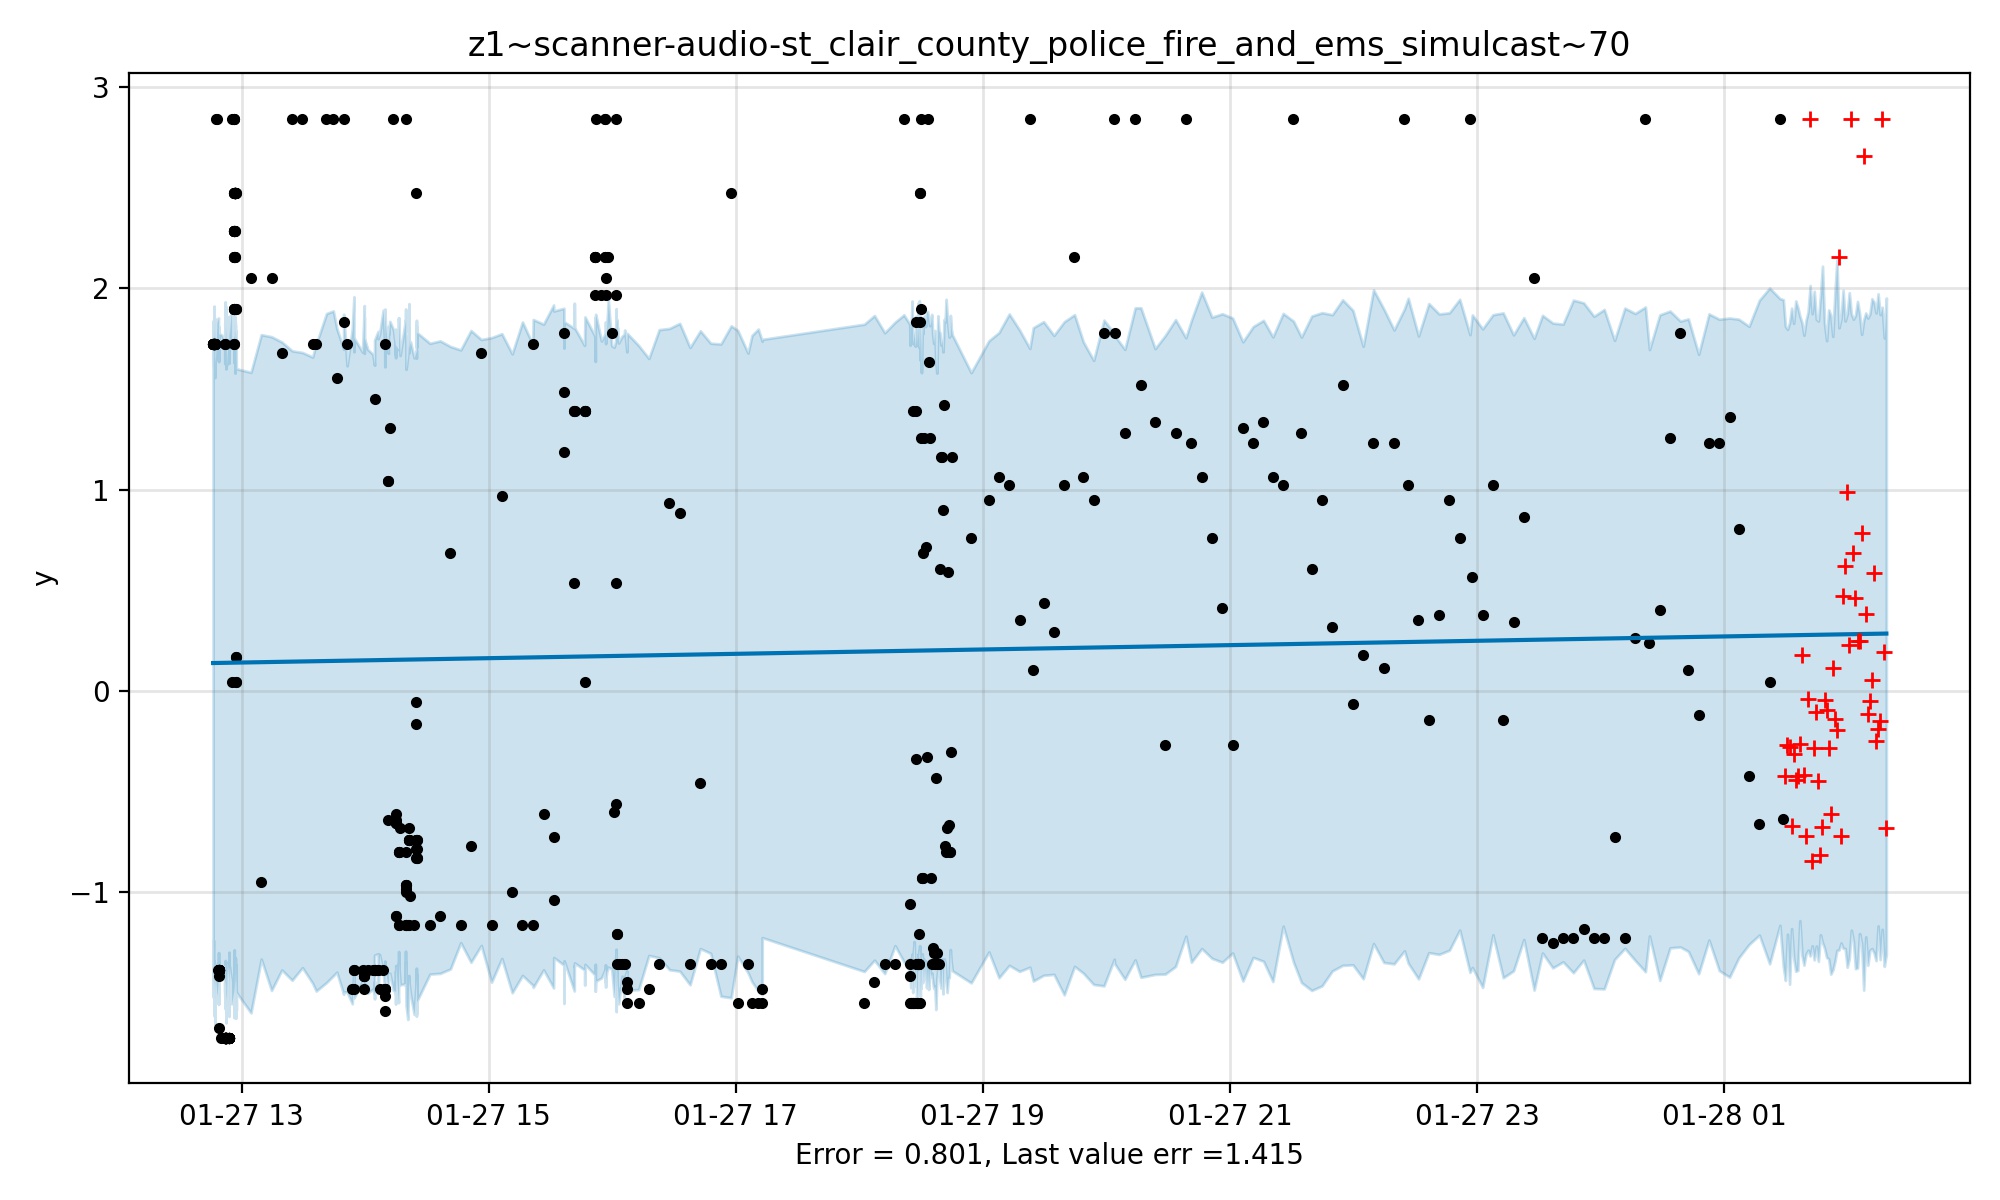 z1~scanner-audio-st_clair_county_police_fire_and_ems_simulcast~70
3
2
1
0
−1
y
01-27 13 01-27 15 01-27 17 01-27 19 01-27 21 01-27 23 01-28 01
Error = 0.801, Last value err =1.415